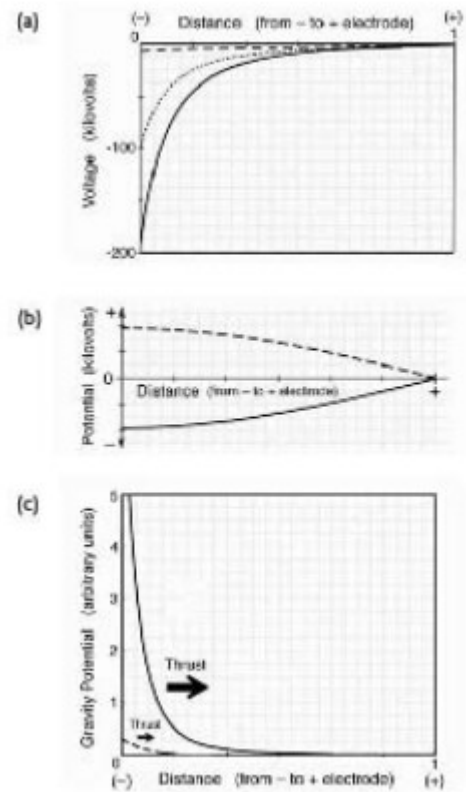 (a)
(–) Distance (from – to + electrode) (+)
0 1
Voltage (kilovolts)
-100
-200
(b)
+
Potential (kilovolts)
0
Distance (from – to + electrode)
+
–
(c)
5
4
3
2
1
0
Gravity Potential (arbitrary units)
Thrust
Thrust
0 1
(–) Distance (from – to + electrode) (+)